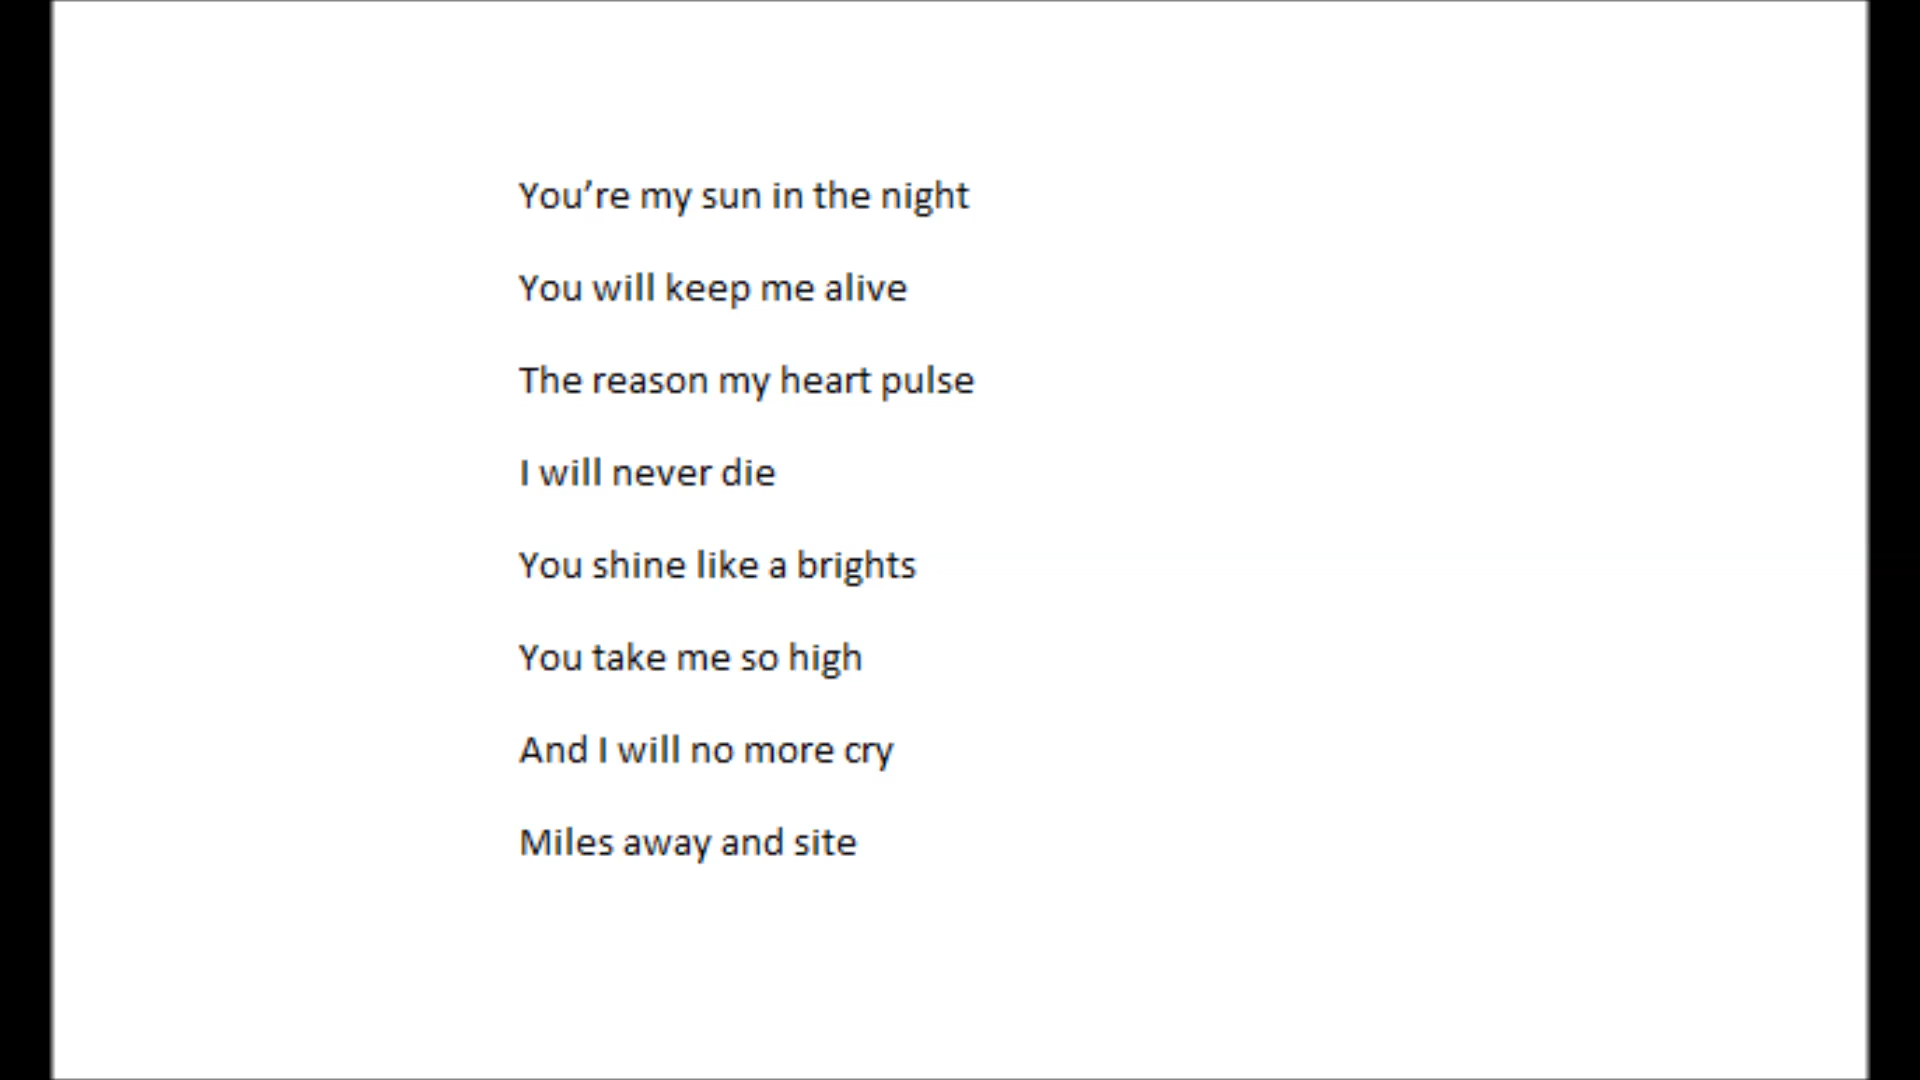 You’re my sun in the night
You will keep me alive
The reason my heart pulse
I will never die
You shine like a brights
You take me so high
And I will no more cry
Miles away and site